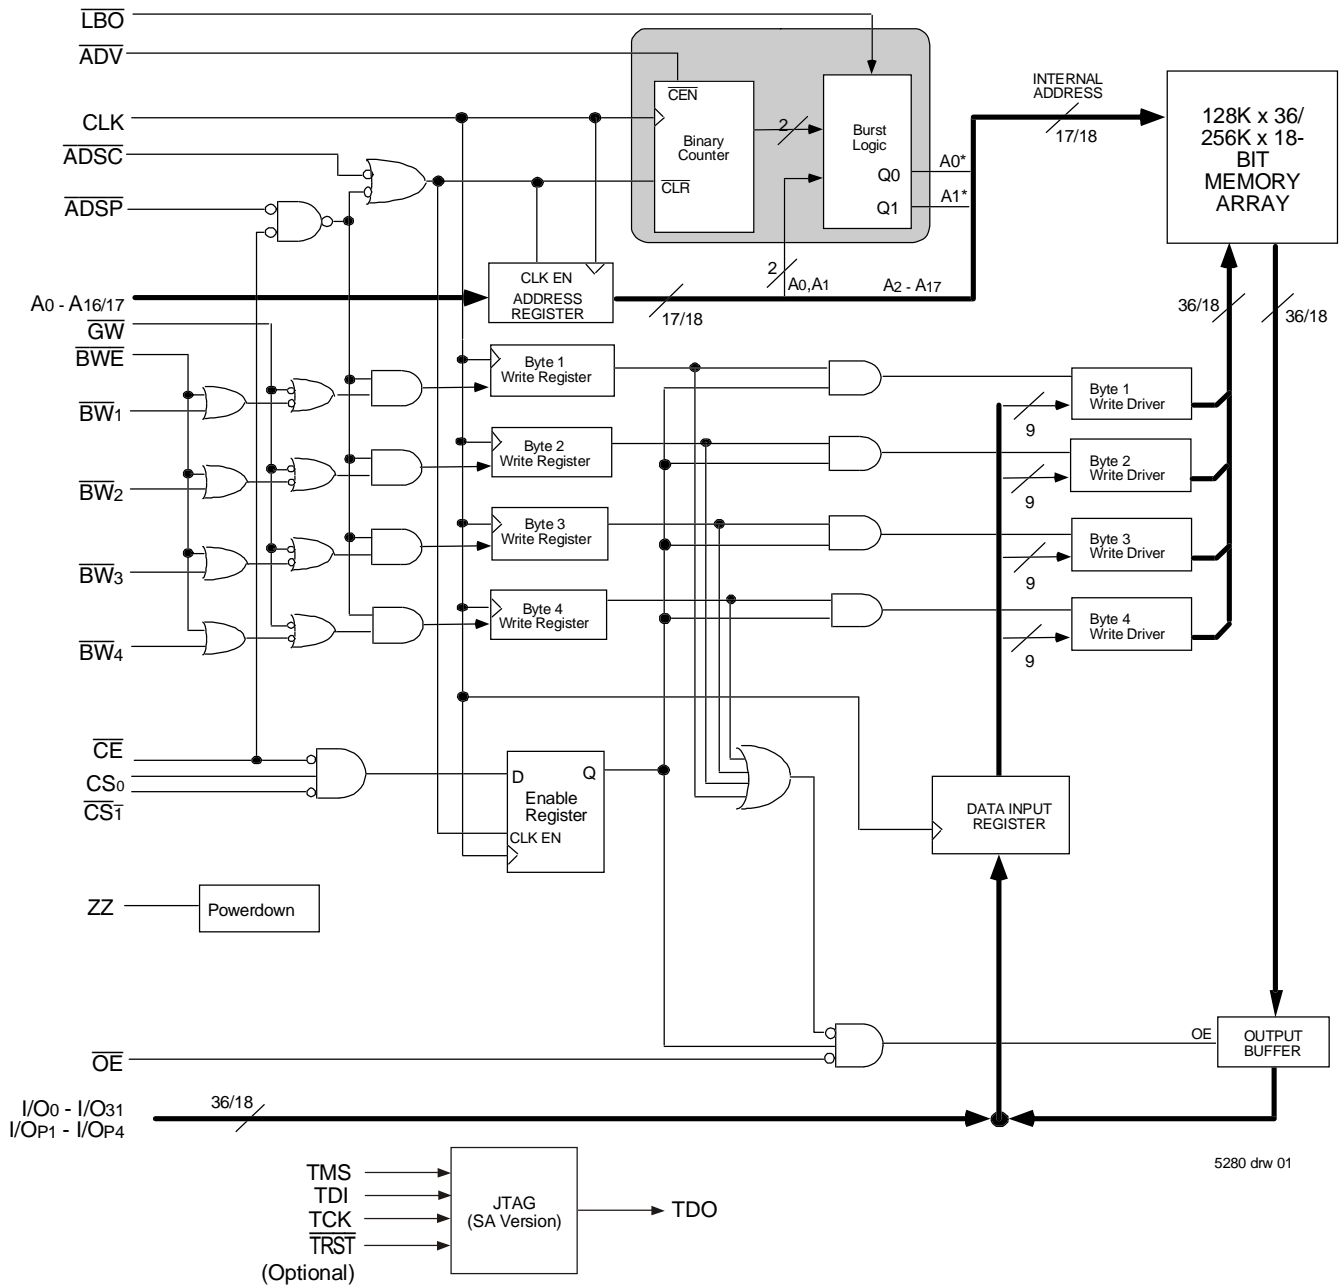 LBO
ADV
CLK
ADSC
ADSP
CEN
Binary
Counter
CLR
2
Burst
Logic
Q0
Q1
A0*
A1*
INTERNAL
ADDRESS
17/18
128K x 36/
256K x 18-
BIT
MEMORY
ARRAY
A0 - A16/17
CLK EN
ADDRESS
REGISTER
17/18
2
A0,A1
A2 - A17
36/18
36/18
GW
BWE
BW1
BW2
BW3
BW4
Byte 1
Write Register
Byte 2
Write Register
Byte 3
Write Register
Byte 4
Write Register
9
Byte 1
Write Driver
9
Byte 2
Write Driver
9
Byte 3
Write Driver
9
Byte 4
Write Driver
CE
CS0
CS1
D
Q
Enable
Register
CLK EN
DATA INPUT
REGISTER
ZZ
Powerdown
OE
OE
OUTPUT
BUFFER
I/O0 - I/O31
I/OP1 - I/OP4
36/18
5280 drw 01
TMS
TDI
TCK
TRST
(Optional)
JTAG
(SA Version)
TDO